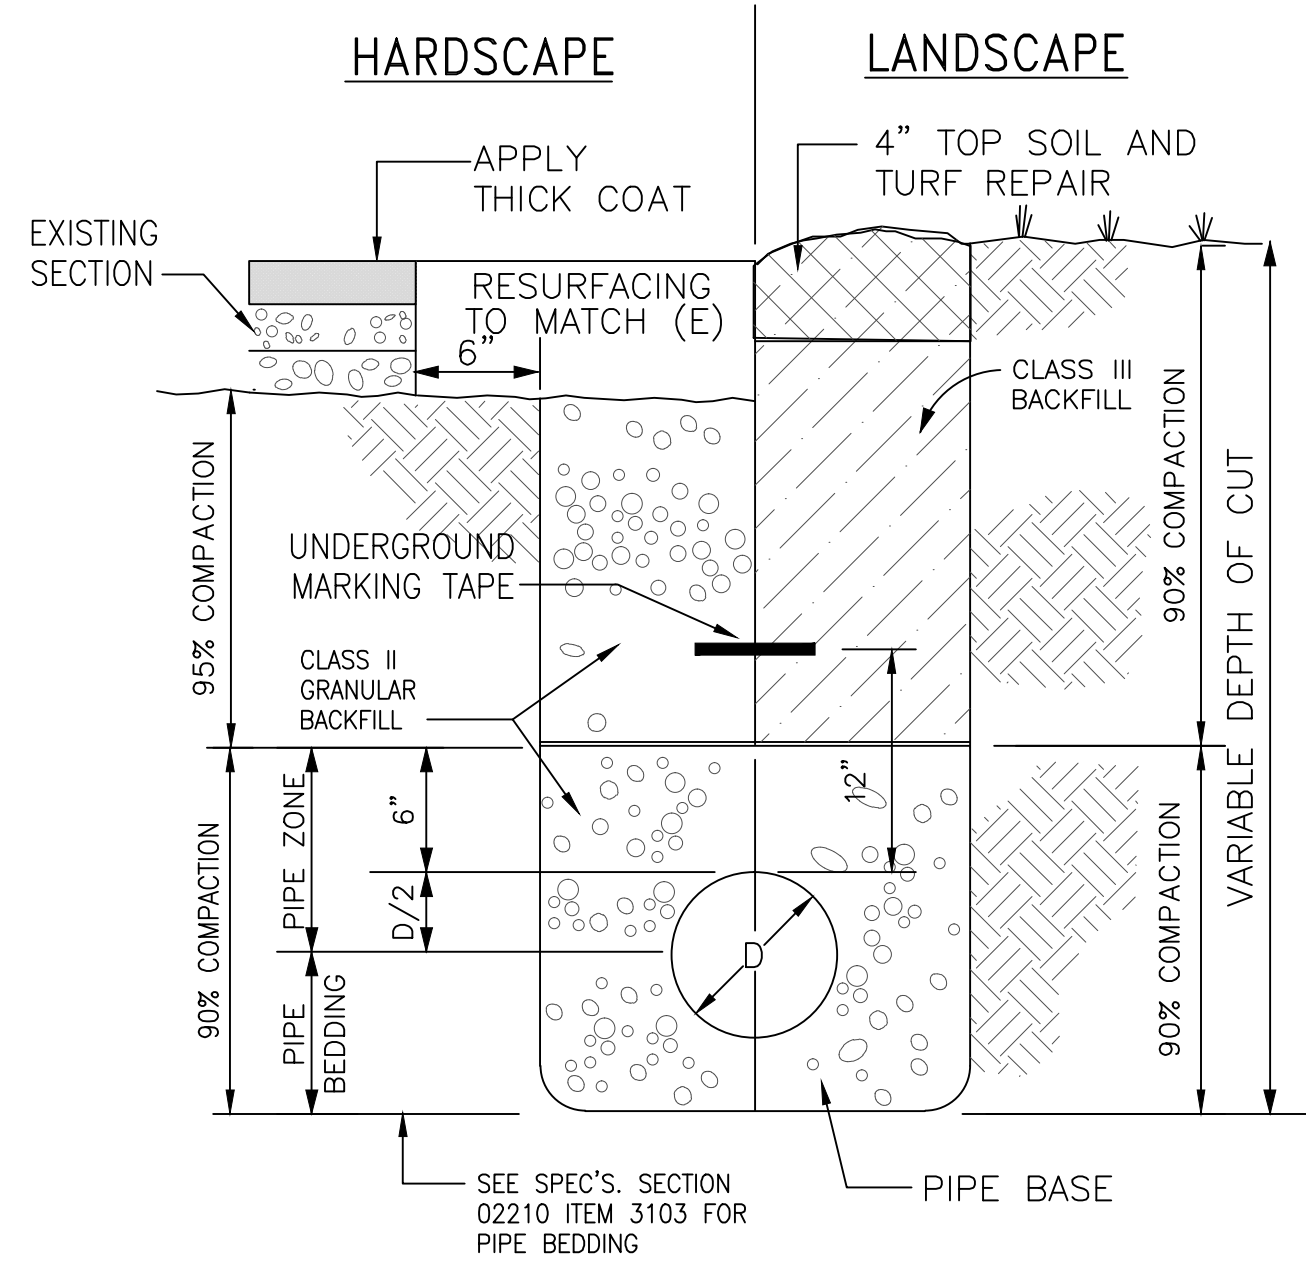 HARDSCAPE
LANDSCAPE
APPLY
THICK COAT
4” TOP SOIL AND
TURF REPAIR
EXISTING
SECTION
RESURFACING
TO MATCH (E)
6”
CLASS III
BACKFILL
95% COMPACTION
90% COMPACTION
VARIABLE DEPTH OF CUT
UNDERGROUND
MARKING TAPE
CLASS II
GRANULAR
BACKFILL
12”
90% COMPACTION
PIPE ZONE
6”
D/2
D
PIPE
BEDDING
90% COMPACTION
SEE SPEC'S. SECTION
02210 ITEM 3103 FOR
PIPE BEDDING
PIPE BASE